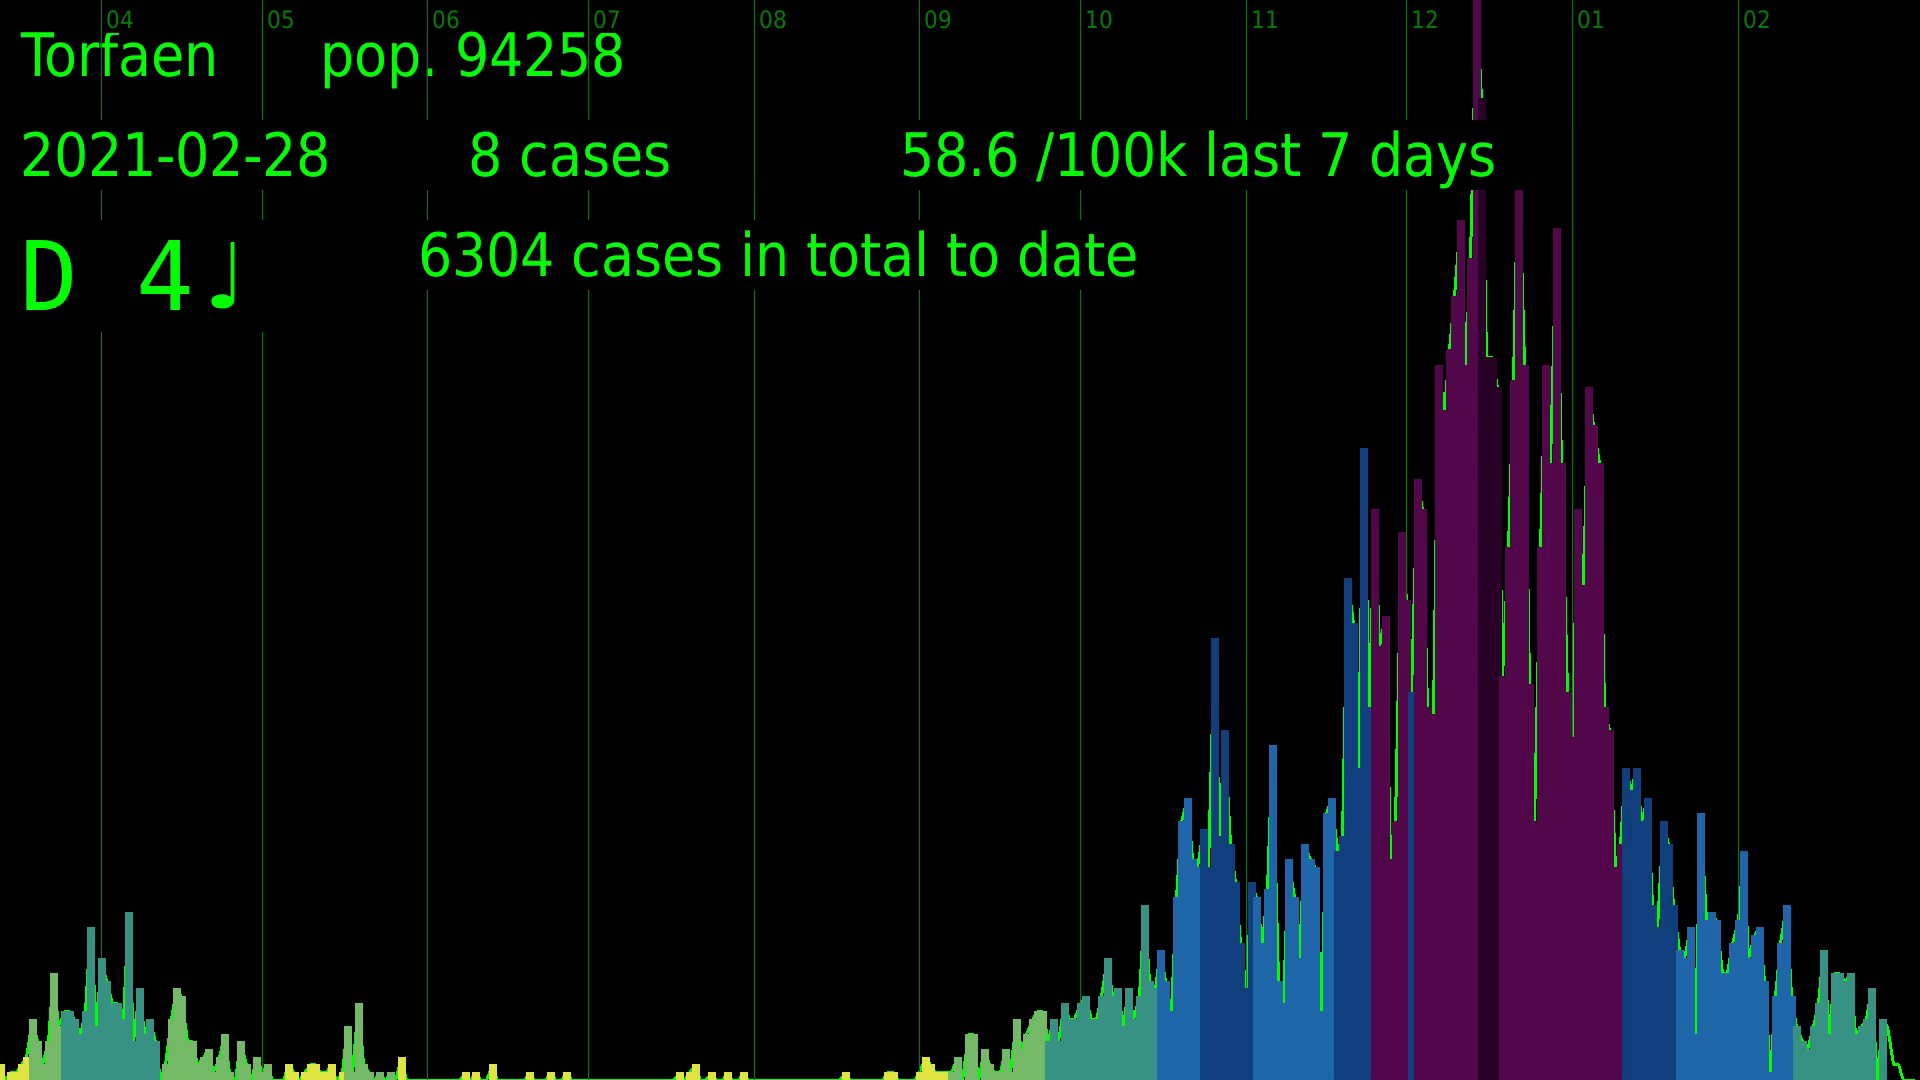 04 05 06 07 08 09 10 11 12 01 02
Torfaen pop. 94258
2021-02-28 8 cases 58.6 /100k last 7 days
D 4♩ 6304 cases in total to date